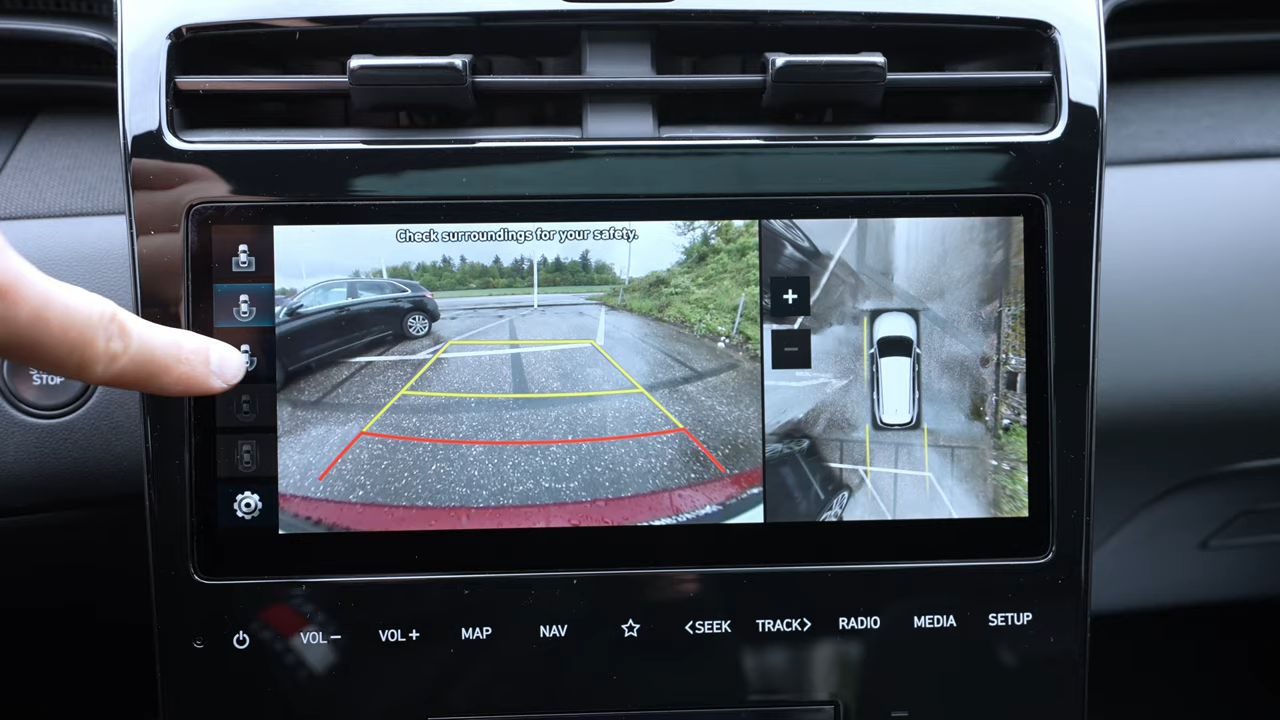 Check surroundings for your safety.
+
-
STOP
VOL-
VOL+
MAP
NAV
<SEEK
TRACK>
RADIO
MEDIA
SETUP